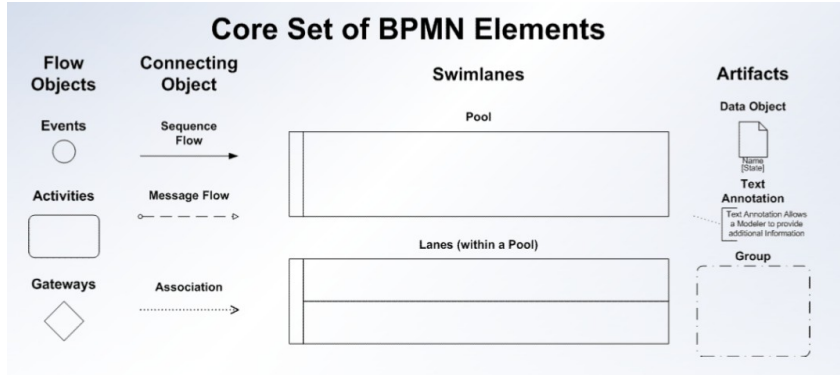 Core Set of BPMN Elements
Flow
Objects
Events
Activities
Gateways
Connecting
Object
Sequence
Flow
Message Flow
Association
Swimlanes
Pool
Lanes (within a Pool)
Artifacts
Data Object
Name
[State]
Text
Annotation
Text Annotation Allows
a Modeler to provide
additional Information
Group